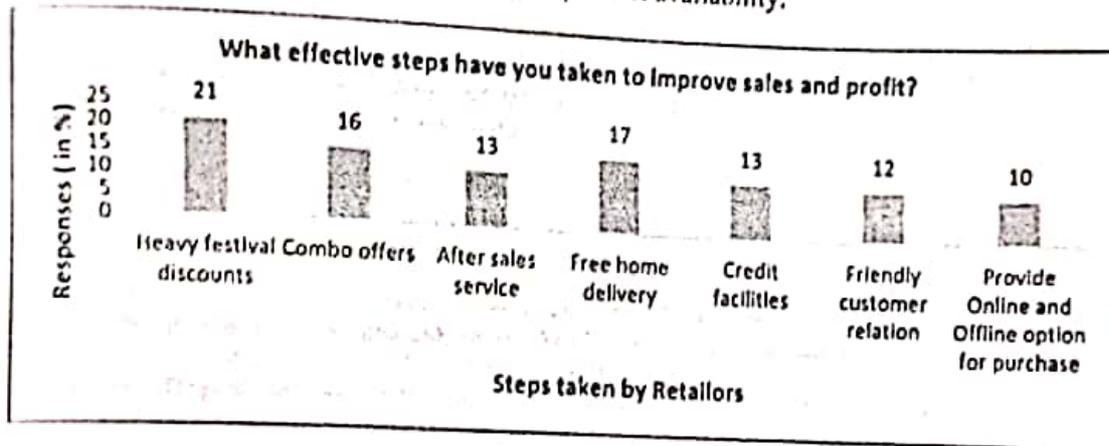 What effective steps have you taken to improve sales and profit?
Responses ( in %)
25
20
15
10
5
0
21
16
13
17
13
12
10
Heavy festival discounts
Combo offers
After sales
service
Free home
delivery
Credit
facilities
Friendly
customer
relation
Provide
Online and
Offline option
for purchase
Steps taken by Retailors